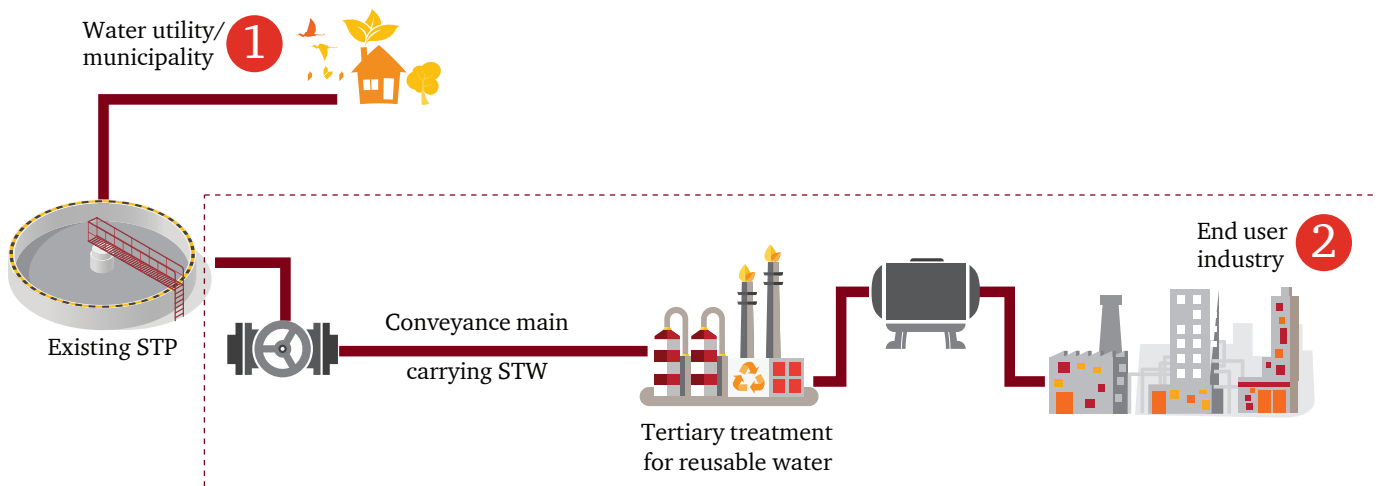 Water utility/
municipality
1
Existing STP
Conveyance main
carrying STW
Tertiary treatment
for reusable water
End user
industry
2